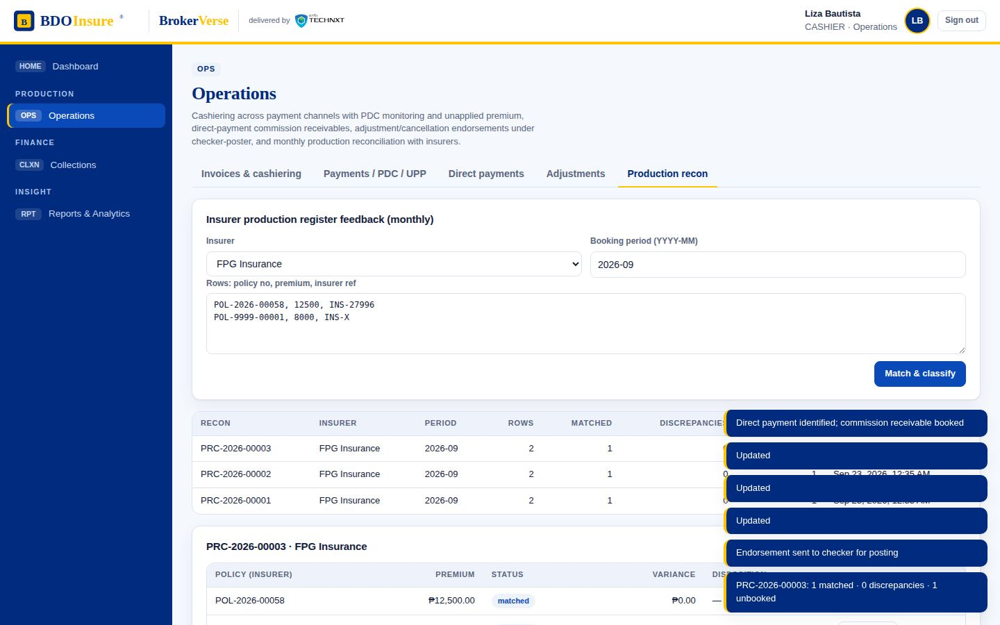 B BDOInsure ® BrokerVerse delivered by TECHNXT
Liza Bautista
CASHIER · Operations
LB
Sign out
HOME Dashboard
PRODUCTION
OPS Operations
FINANCE
CLXN Collections
INSIGHT
RPT Reports & Analytics
OPS
Operations
Cashiering across payment channels with PDC monitoring and unapplied premium,
direct-payment commission receivables, adjustment/cancellation endorsements under
checker-poster, and monthly production reconciliation with insurers.
Invoices & cashiering Payments / PDC / UPP Direct payments Adjustments Production recon
Insurer production register feedback (monthly)
Insurer Booking period (YYYY-MM)
FPG Insurance 2026-09
Rows: policy no, premium, insurer ref
POL-2026-00058, 12500, INS-27996
POL-9999-00001, 8000, INS-X
Match & classify
RECON INSURER PERIOD ROWS MATCHED DISCREPANCIES
PRC-2026-00003 FPG Insurance 2026-09 2 1
PRC-2026-00002 FPG Insurance 2026-09 2 1 0 1 Sep 23, 2026, 12:35 AM
PRC-2026-00001 FPG Insurance 2026-09 2 1 0
Direct payment identified; commission receivable booked
Updated
Updated
Updated
Endorsement sent to checker for posting
PRC-2026-00003: 1 matched · 0 discrepancies · 1
unbooked
PRC-2026-00003 · FPG Insurance
POLICY (INSURER) PREMIUM STATUS VARIANCE
POL-2026-00058 ₱12,500.00 matched ₱0.00 —